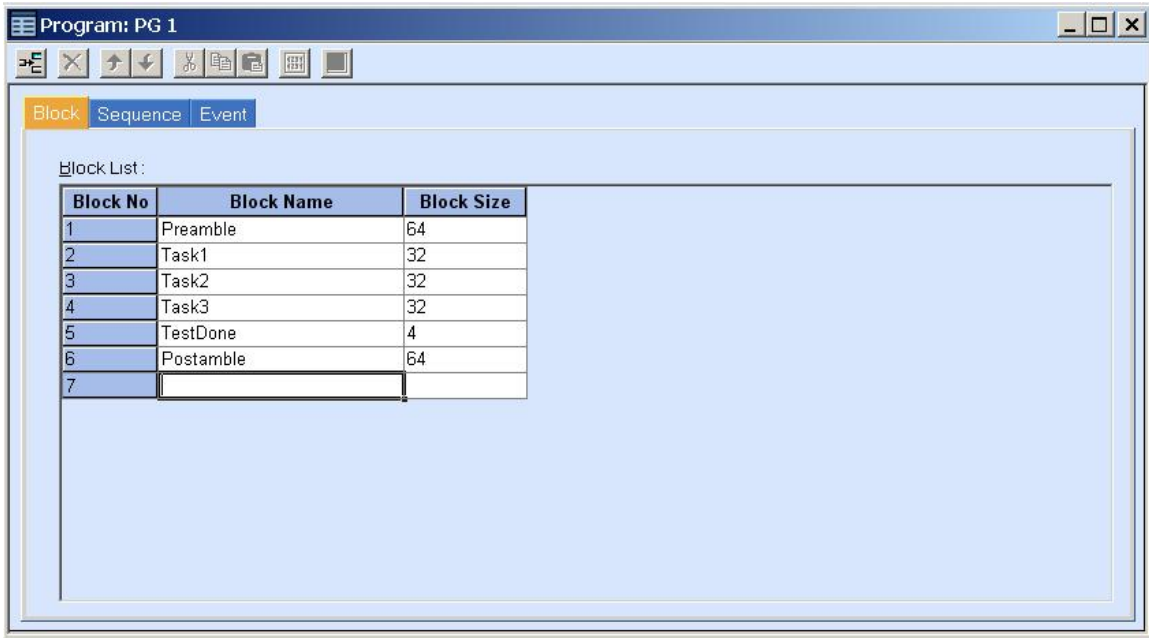 Program: PG 1
Block Sequence Event
Block List:
Block No Block Name Block Size
1 Preamble 64
2 Task1 32
3 Task2 32
4 Task3 32
5 TestDone 4
6 Postamble 64
7